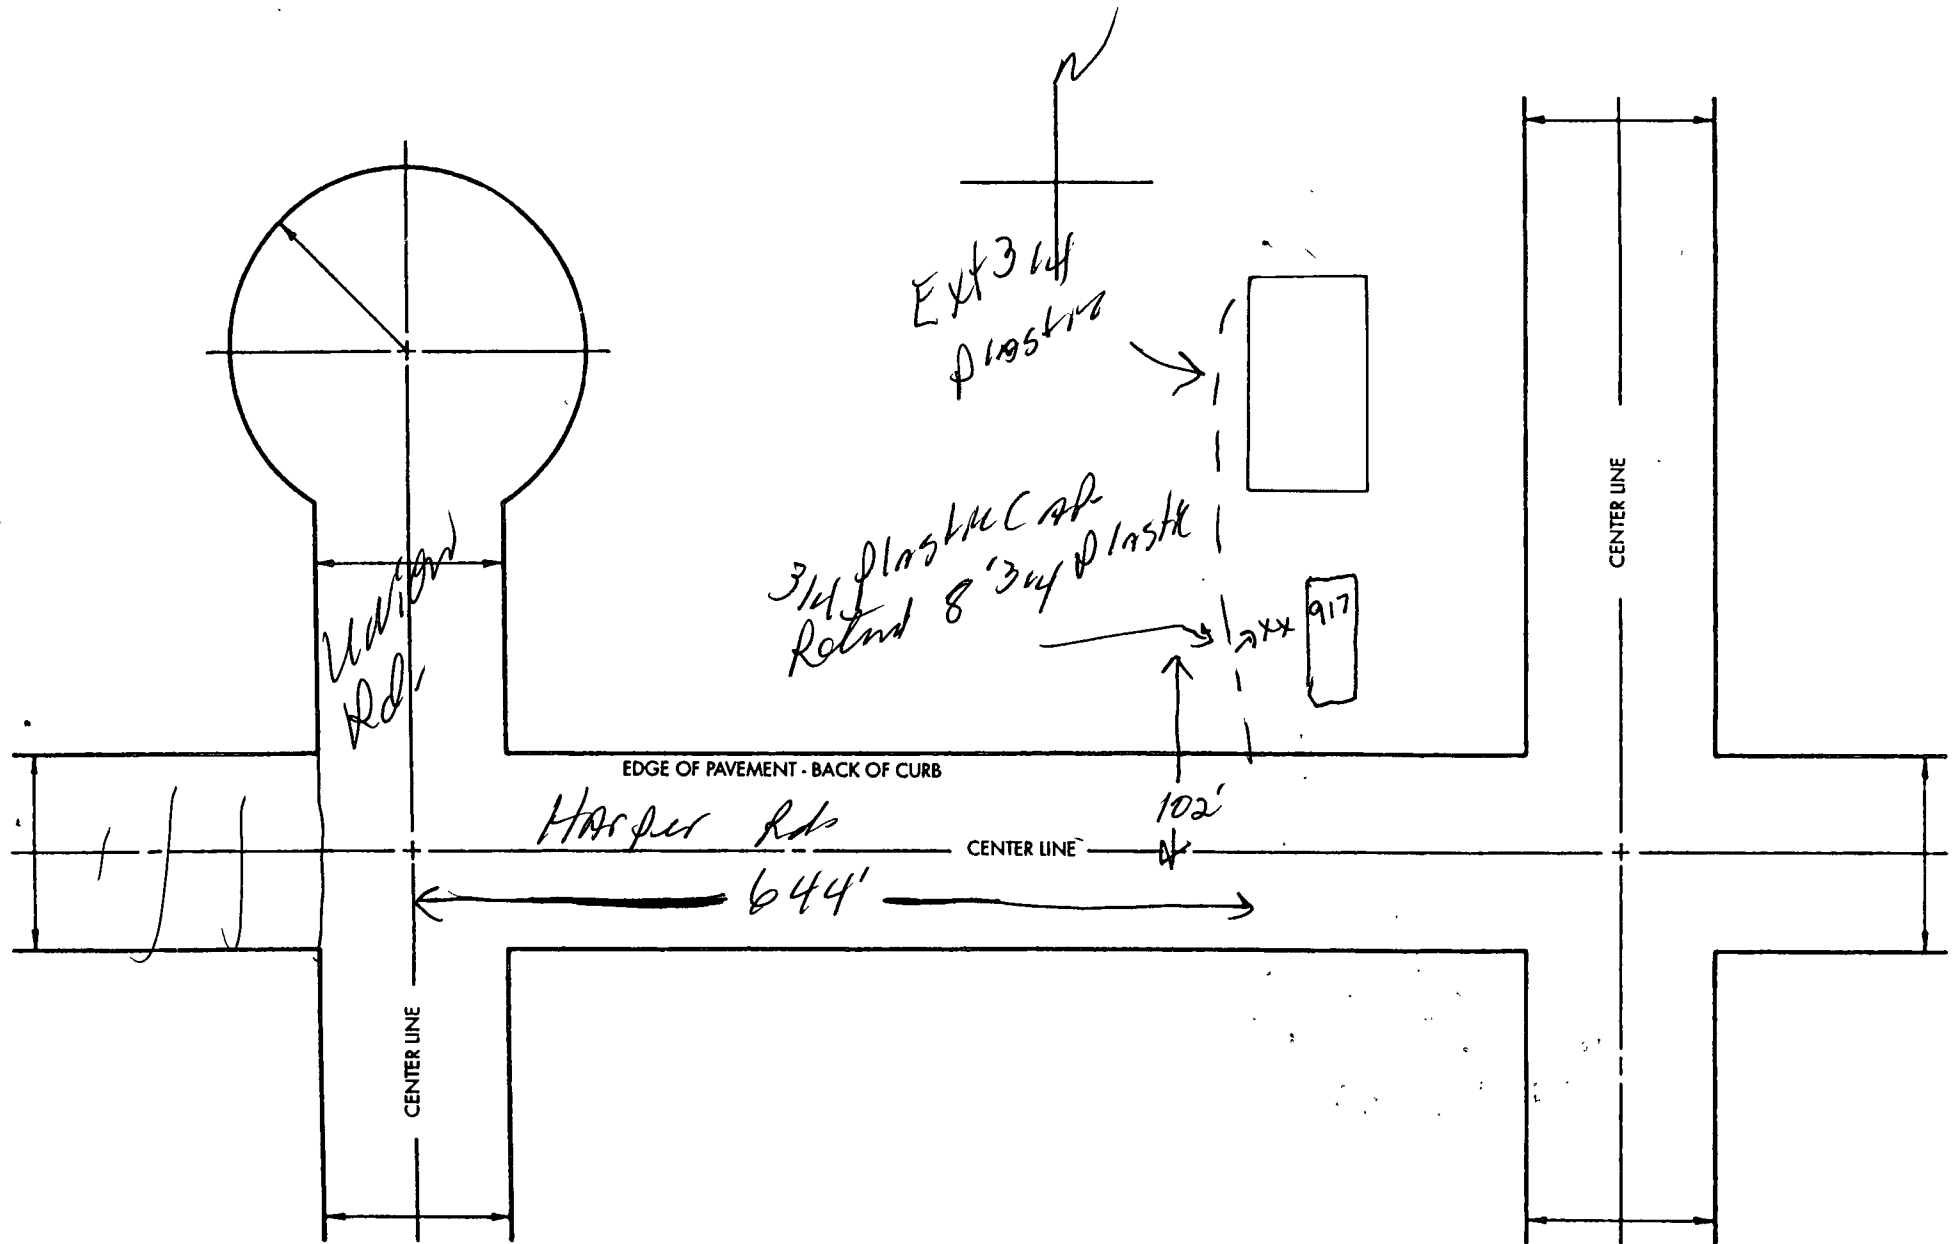 N
Ext 3/4
plastic
CENTER LINE
3/4 plastic CAP-
8' 3/4 plastic
917
xx
Rd.
EDGE OF PAVEMENT - BACK OF CURB
Harper Rd.
102'
CENTER LINE
644'
CENTER LINE